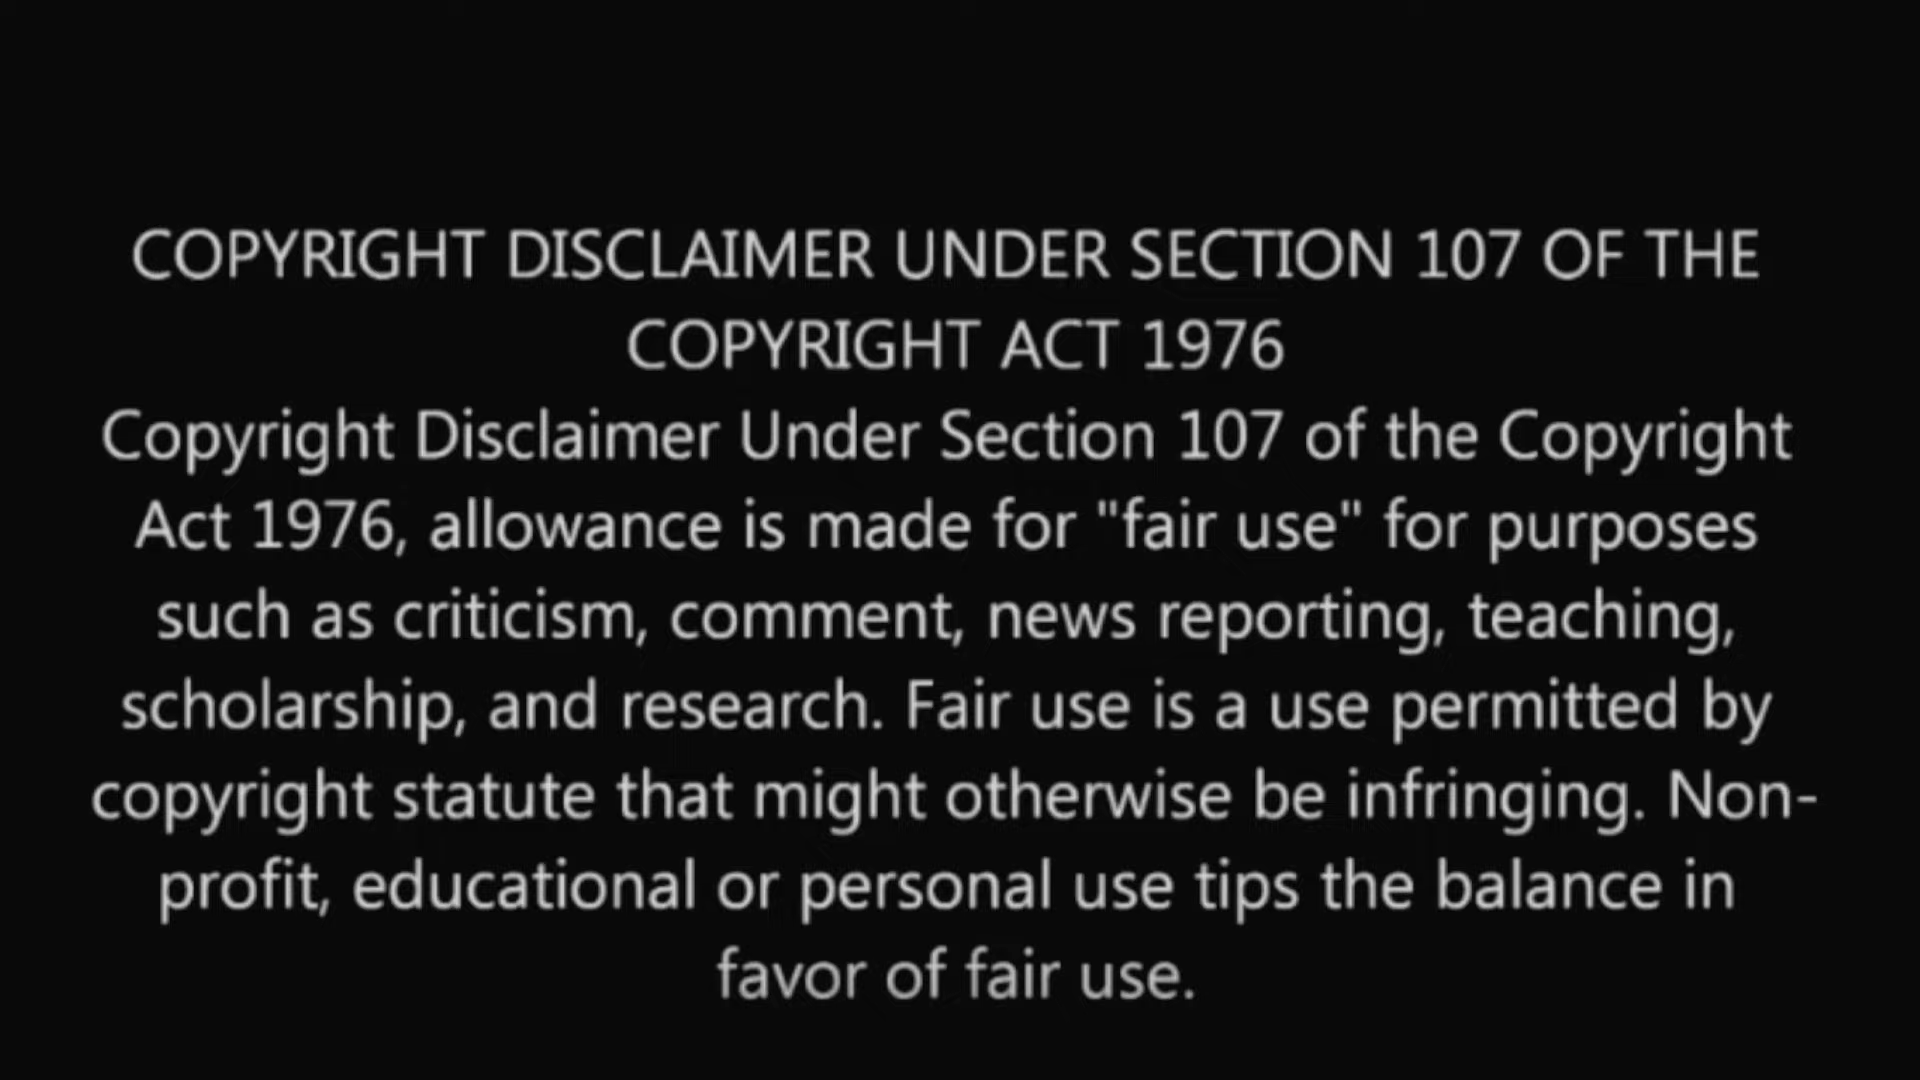 COPYRIGHT DISCLAIMER UNDER SECTION 107 OF THE
COPYRIGHT ACT 1976
Copyright Disclaimer Under Section 107 of the Copyright
Act 1976, allowance is made for "fair use" for purposes
such as criticism, comment, news reporting, teaching,
scholarship, and research. Fair use is a use permitted by
copyright statute that might otherwise be infringing. Non-
profit, educational or personal use tips the balance in
favor of fair use.